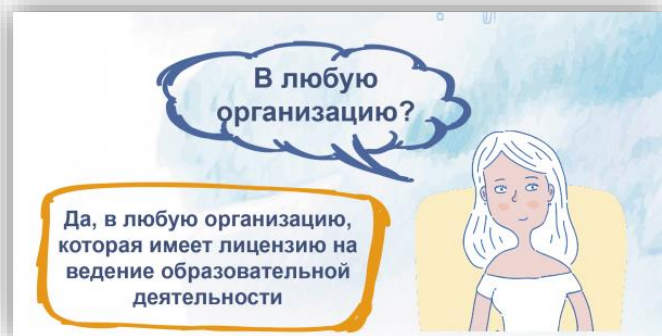 В любую
организацию?
Да, в любую организацию,
которая имеет лицензию на
ведение образовательной
деятельности